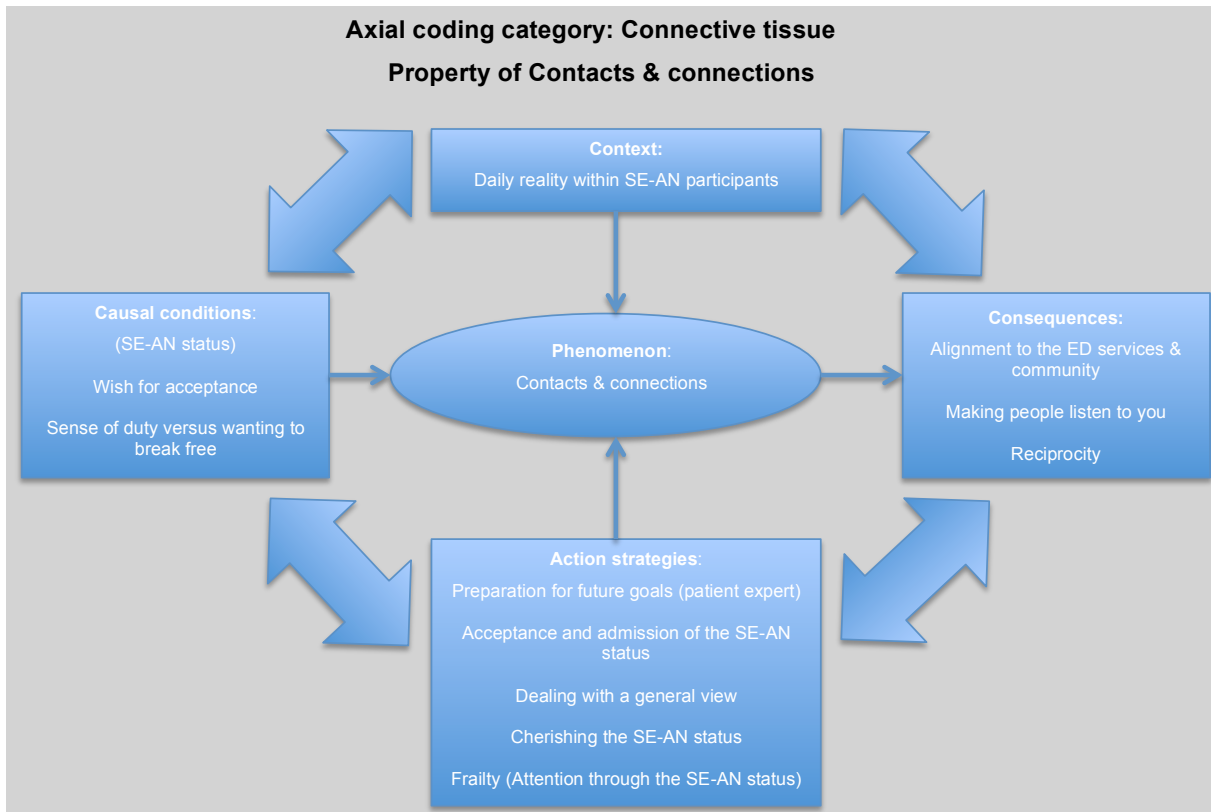 Axial coding category: Connective tissue
Property of Contacts & connections
Context:
Daily reality within SE-AN participants
Causal conditions:
(SE-AN status)
Wish for acceptance
Sense of duty versus wanting to
break free
Phenomenon:
Contacts & connections
Consequences:
Alignment to the ED services &
community
Making people listen to you
Reciprocity
Action strategies:
Preparation for future goals (patient expert)
Acceptance and admission of the SE-AN
status
Dealing with a general view
Cherishing the SE-AN status
Frailty (Attention through the SE-AN status)